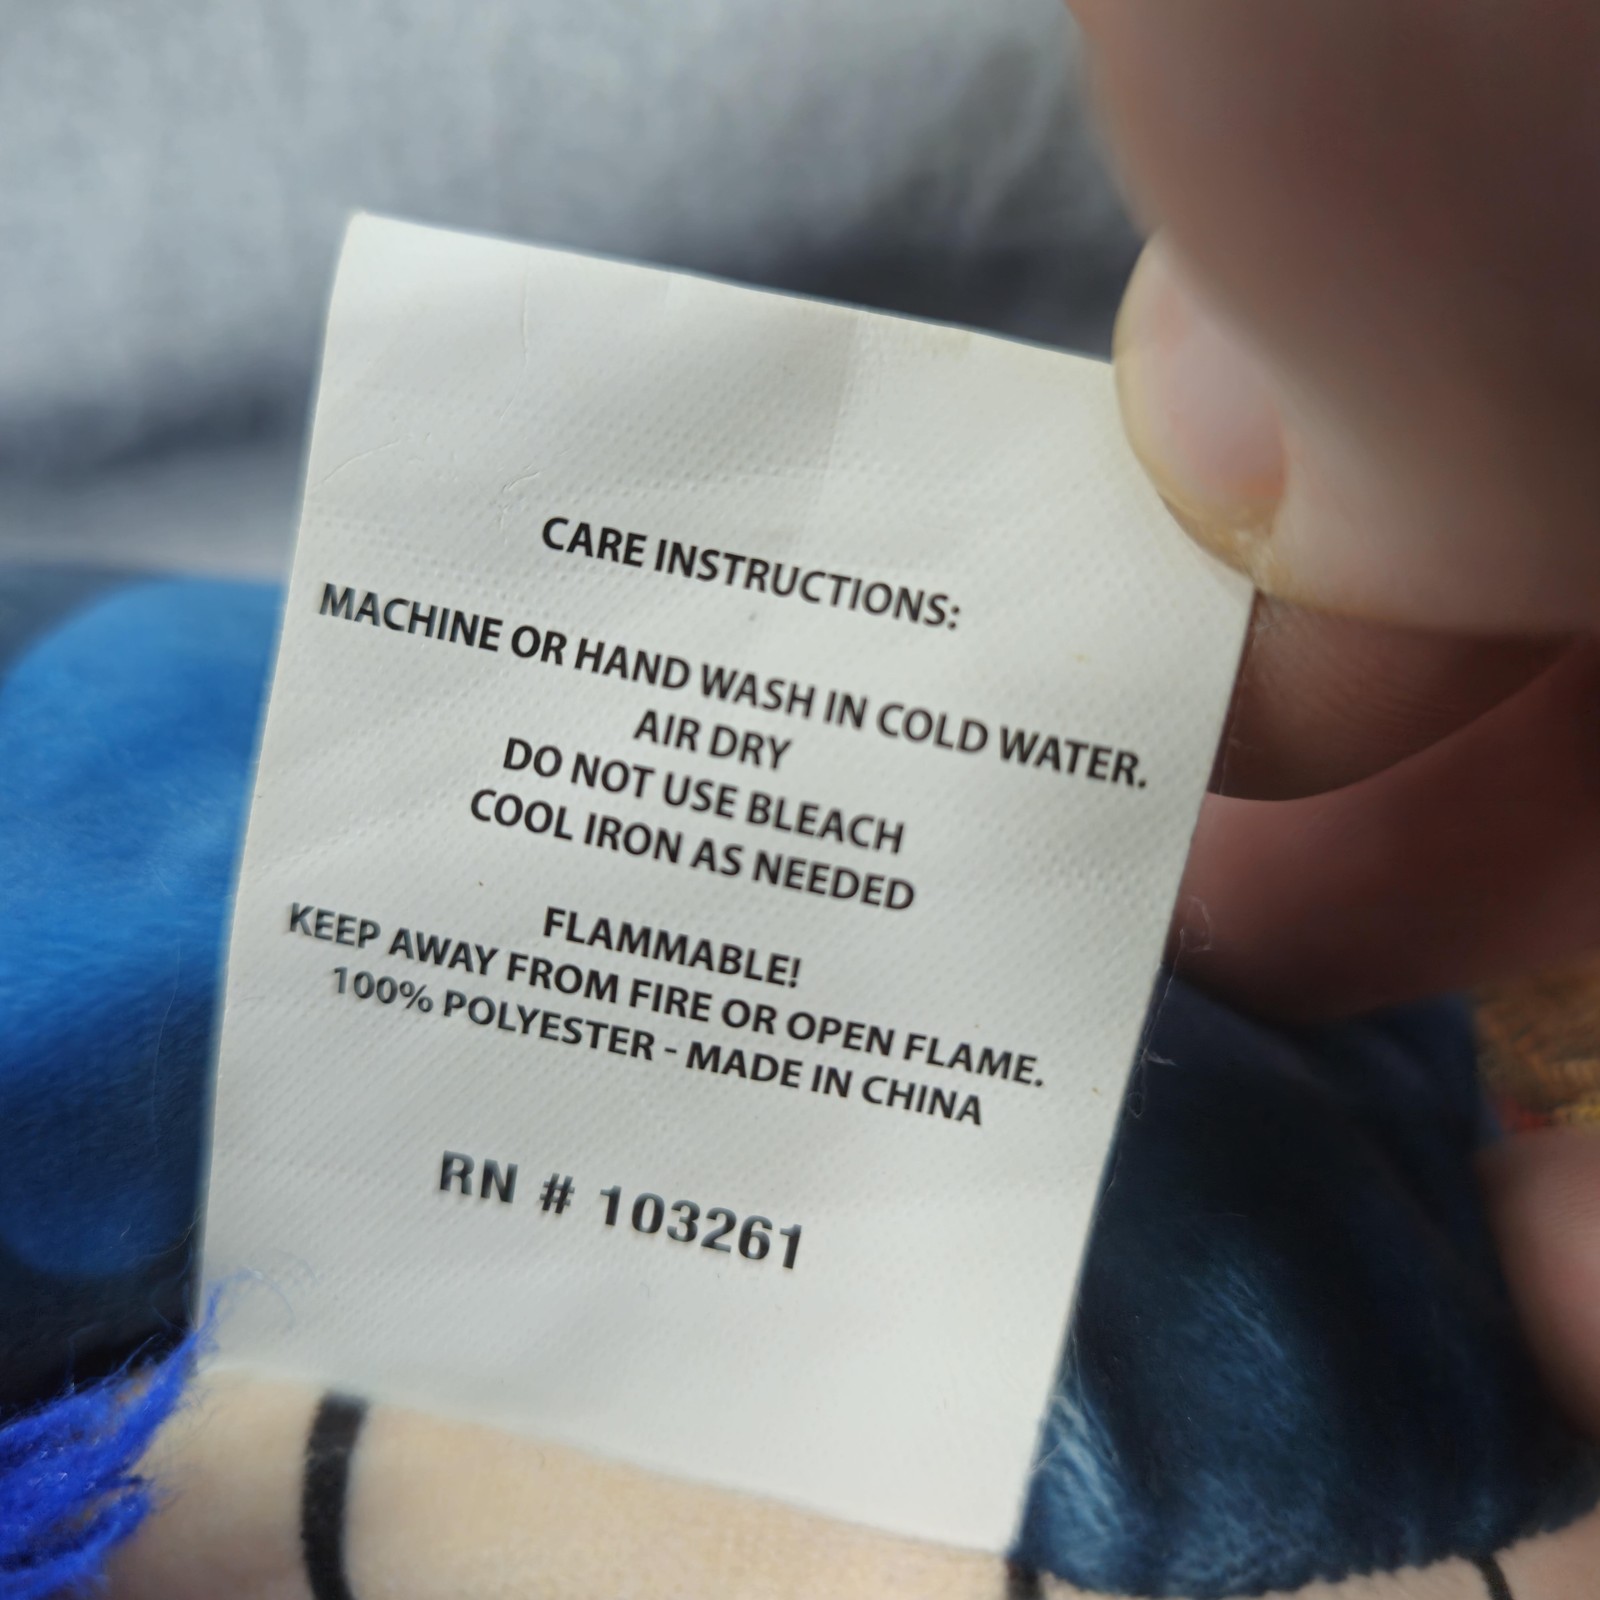 CARE INSTRUCTIONS:
MACHINE OR HAND WASH IN COLD WATER.
AIR DRY
DO NOT USE BLEACH
COOL IRON AS NEEDED
FLAMMABLE!
KEEP AWAY FROM FIRE OR OPEN FLAME.
100% POLYESTER - MADE IN CHINA
RN # 103261